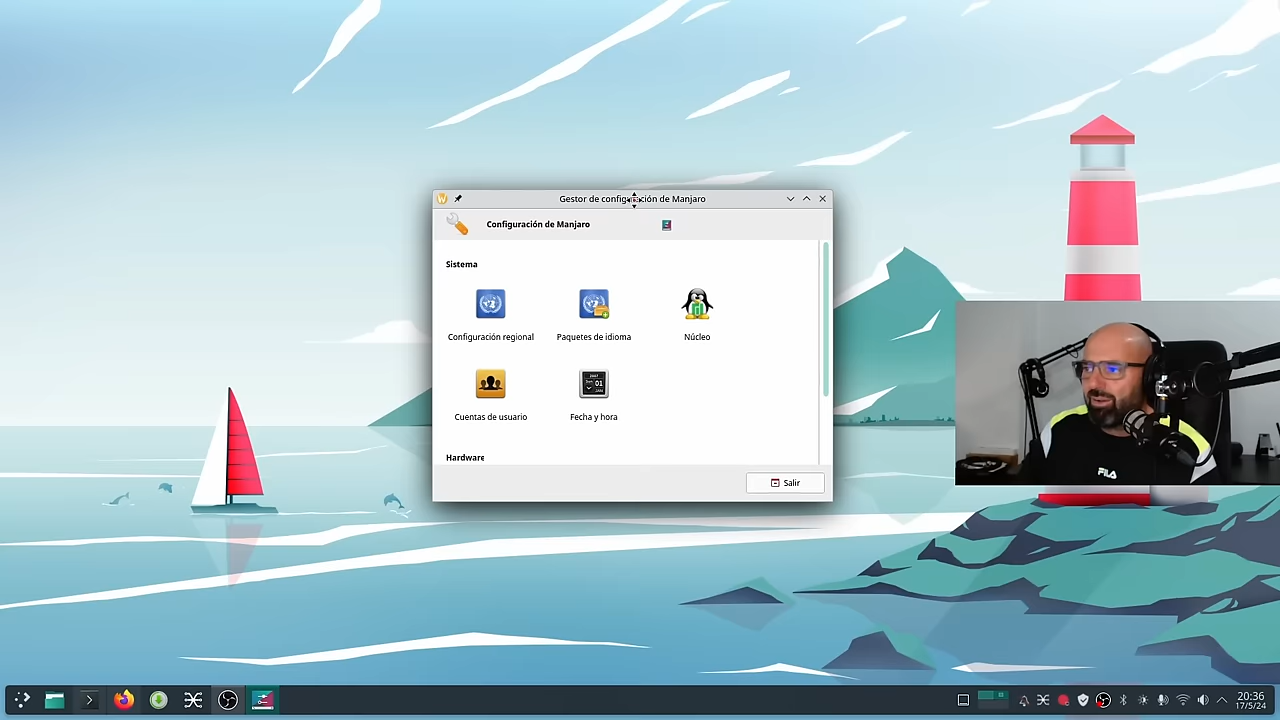 Gestor de configuración de Manjaro
Configuración de Manjaro
Sistema
Configuración regional
Paquetes de idioma
Núcleo
Cuentas de usuario
Fecha y hora
Hardware
Salir
FILA
20:36
17/5/24